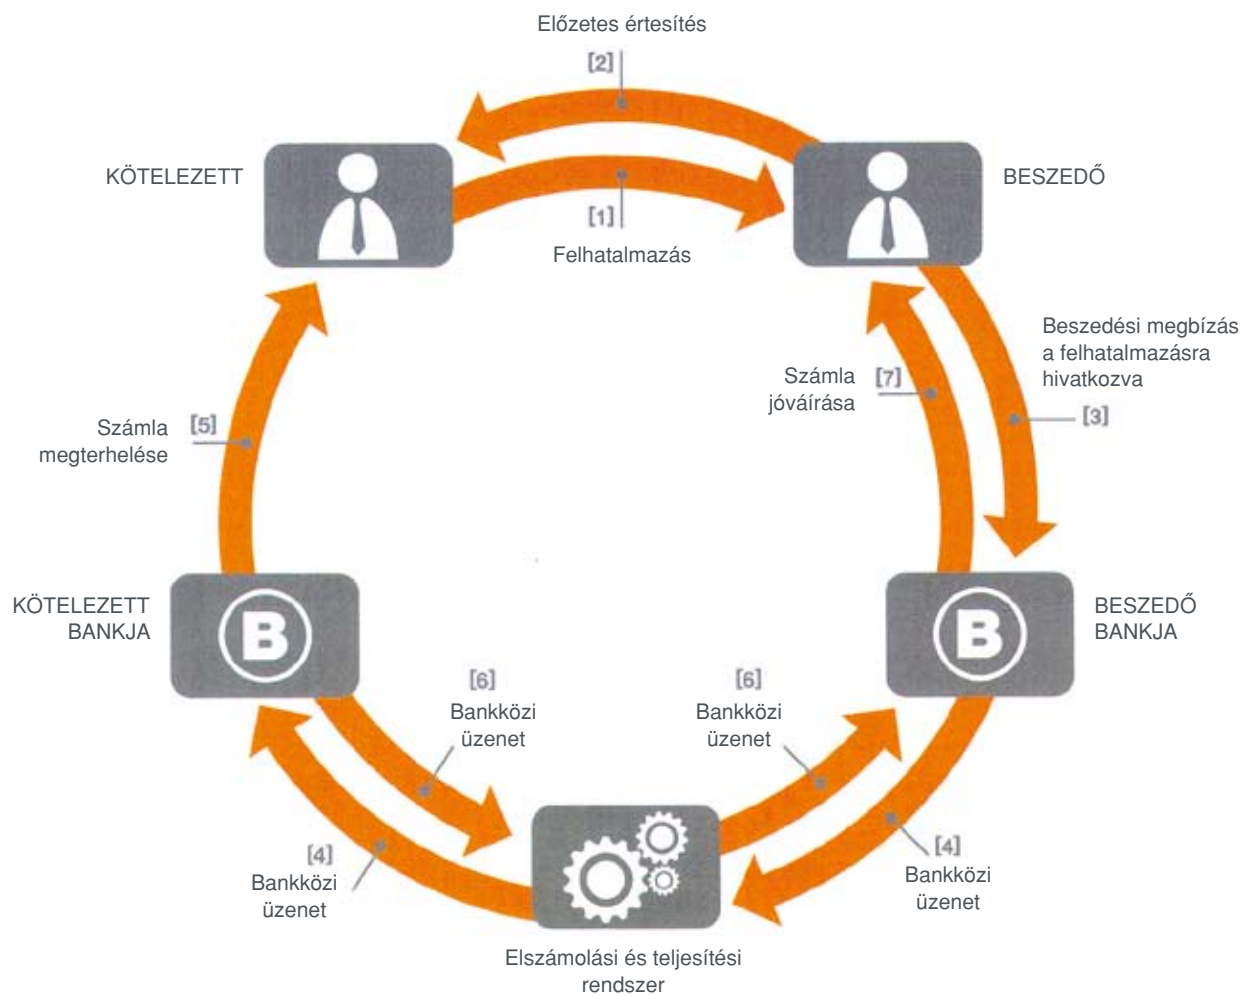 Előzetes értesítés
[2]
KÖTELEZETT
BESZEDŐ
[1]
Felhatalmazás
Beszedési megbízás
a felhatalmazásra
hivatkozva
[3]
Számla
jóváírása
[7]
Számla
megterhelése
[5]
KÖTELEZETT
BANKJA
B
B
BESZEDŐ
BANKJA
[6]
Bankközi
üzenet
[6]
Bankközi
üzenet
[4]
Bankközi
üzenet
[4]
Bankközi
üzenet
Elszámolási és teljesítési
rendszer